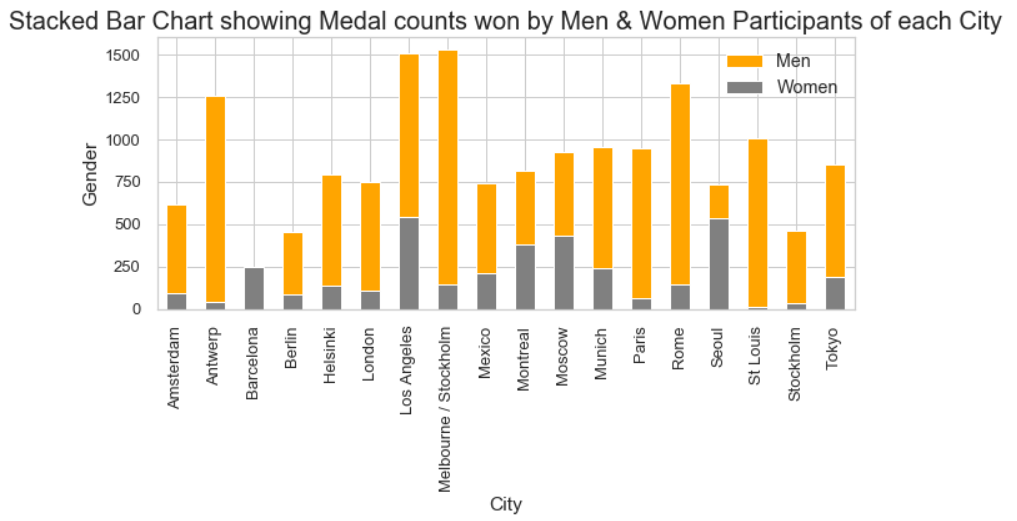 Stacked Bar Chart showing Medal counts won by Men & Women Participants of each City
1500
1250
1000
750
500
250
0
Gender
Men
Women
Amsterdam
Antwerp
Barcelona
Berlin
Helsinki
London
Los Angeles
Melbourne / Stockholm
Mexico
Montreal
Moscow
Munich
Paris
Rome
Seoul
St Louis
Stockholm
Tokyo
City